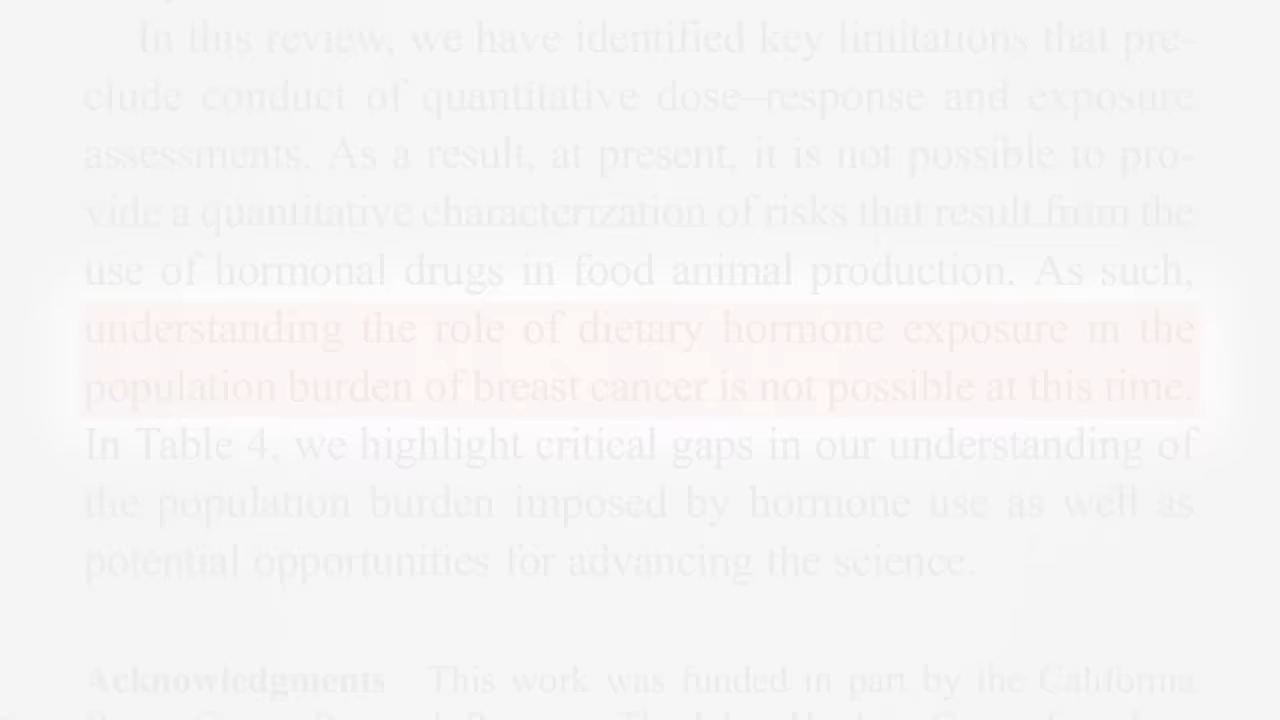 In this review, we have identified key limitations that pre-
clude conduct of quantitative dose–response and exposure
assessments. As a result, at present, it is not possible to pro-
vide a quantitative characterization of risks that result from the
use of hormonal drugs in food animal production. As such,
understanding the role of dietary hormone exposure in the
population burden of breast cancer is not possible at this time.
In Table 4, we highlight critical gaps in our understanding of
the population burden imposed by hormone use as well as
potential opportunities for advancing the science.
Acknowledgments This work was funded in part by the California